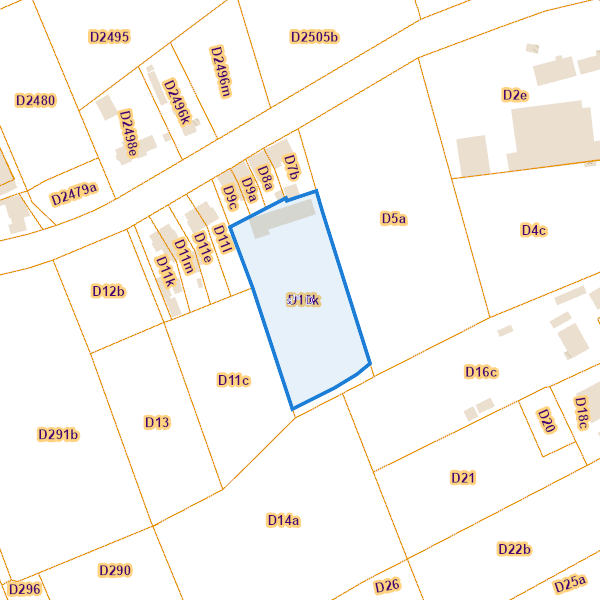 D2495
D2505b
D2496m
D2e
D2480
D2496k
D2498e
D7b
D8a
D9a
D9c
D2479a
D5a
D4c
D11l
D11e
D11m
D11k
D12b
D16c
D11c
D13
D18c
D20
D291b
D21
D14a
D22b
D290
D296
D26
D25a